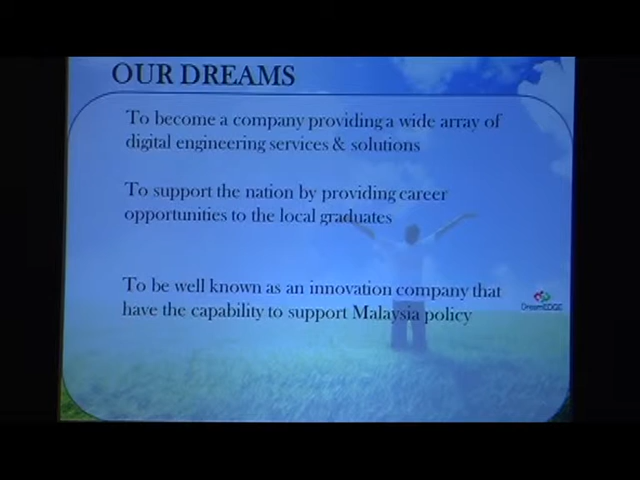 OUR DREAMS
To become a company providing a wide array of
digital engineering services & solutions
To support the nation by providing career
opportunities to the local graduates
To be well known as an innovation company that
have the capability to support Malaysia policy
DreamEDGE